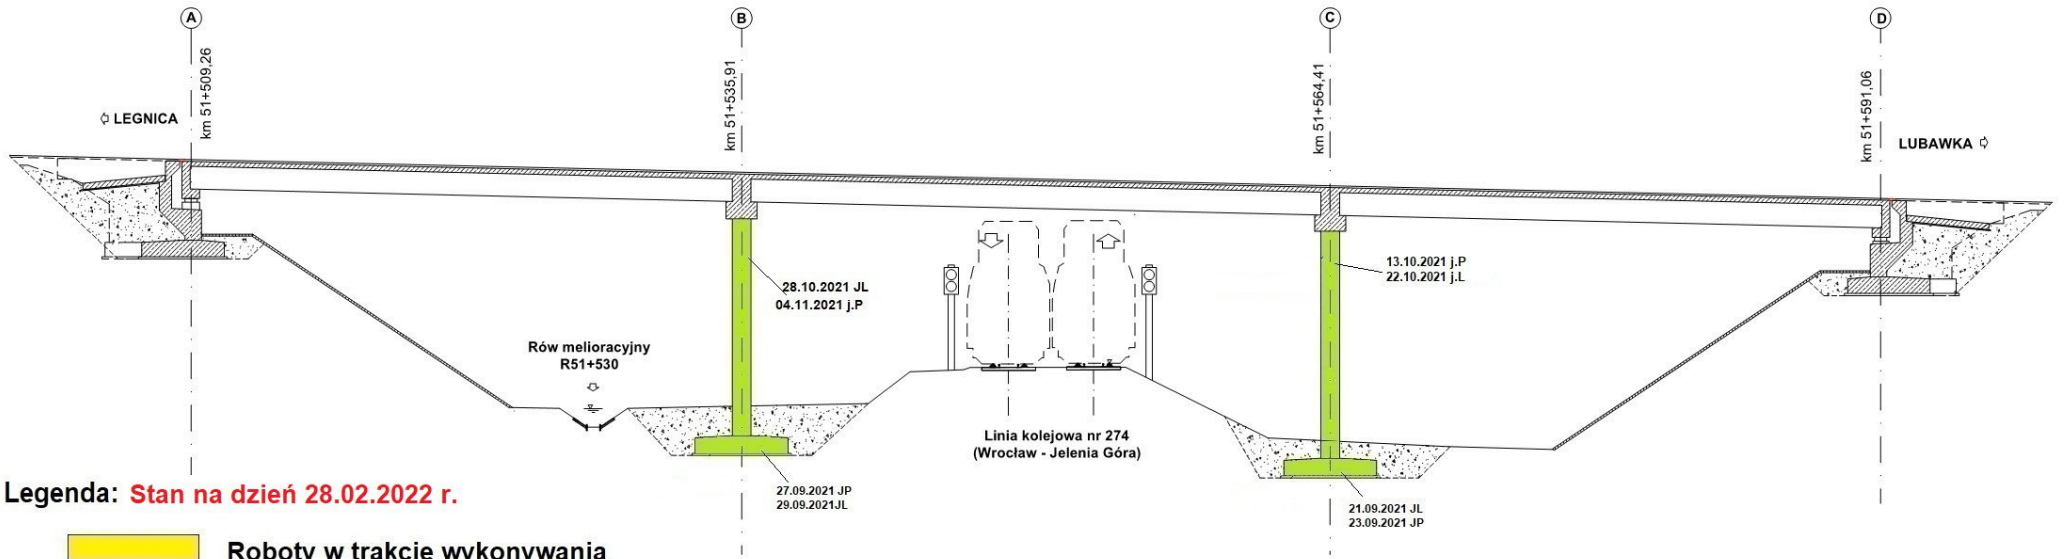 A
B
C
D
km 51+509,26
km 51+535,91
km 51+564,41
km 51+591,06
LEGNICA
LUBAWKA
28.10.2021 JL
04.11.2021 j.P
13.10.2021 j.P
22.10.2021 j.L
Rów melioracyjny
R51+530
Linia kolejowa nr 274
(Wrocław - Jelenia Góra)
27.09.2021 JP
29.09.2021JL
21.09.2021 JL
23.09.2021 JP
Legenda: Stan na dzień 28.02.2022 r.
Roboty w trakcie wykonywania